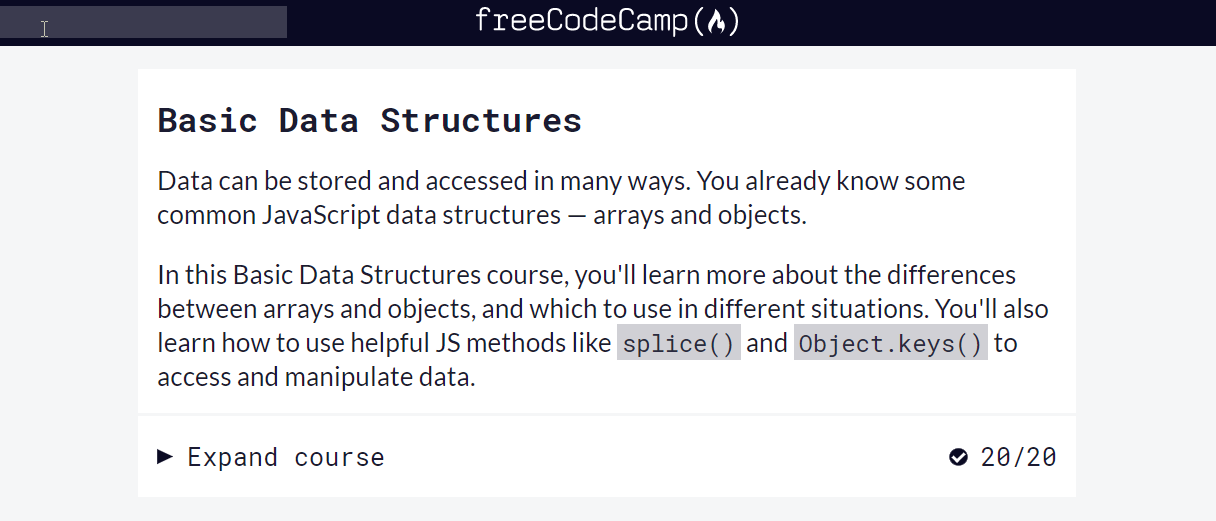 freeCodeCamp(🔥)
Basic Data Structures
Data can be stored and accessed in many ways. You already know some
common JavaScript data structures — arrays and objects.
In this Basic Data Structures course, you'll learn more about the differences
between arrays and objects, and which to use in different situations. You'll also
learn how to use helpful JS methods like splice() and Object.keys() to
access and manipulate data.
Expand course 20/20